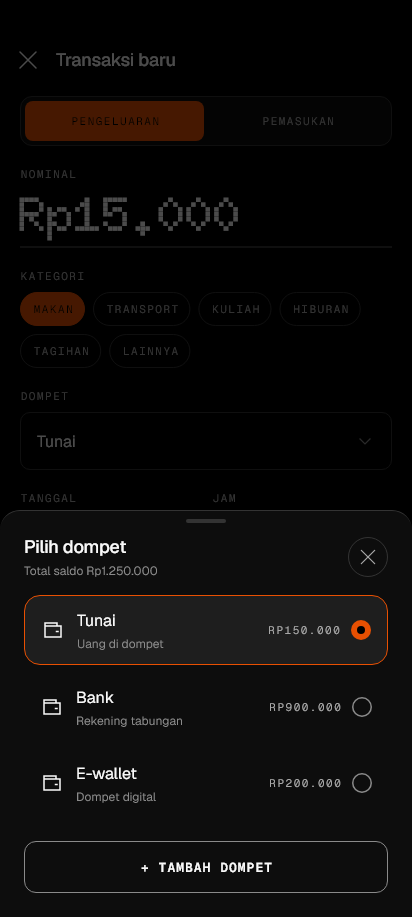 Transaksi baru
PENGELUARAN PEMASUKAN
NOMINAL
Rp15.000
KATEGORI
MAKAN TRANSPORT KULIAH HIBURAN
TAGIHAN LAINNYA
DOMPET
Tunai
TANGGAL JAM
Pilih dompet
Total saldo Rp1.250.000
Tunai
Uang di dompet
RP150.000
Bank
Rekening tabungan
RP900.000
E-wallet
Dompet digital
RP200.000
+ TAMBAH DOMPET